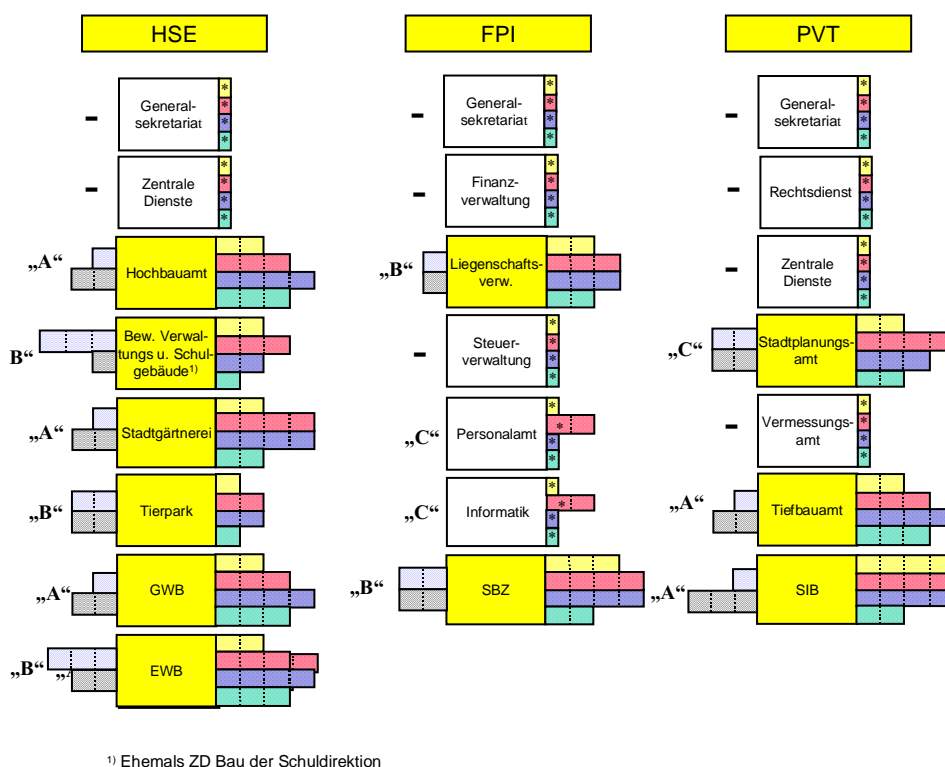 HSE
FPI
PVT
-
General-
sekretariat
* * * *
-
General-
sekretariat
* * * *
-
General-
sekretariat
* * * *
-
Zentrale
Dienste
* * * *
-
Finanz-
verwaltung
* * * *
-
Rechtsdienst
* * * *
„A“
Hochbauamt
„B“
Liegenschafts-
verw.
-
Zentrale
Dienste
* * * *
B“
Bew. Verwal-
tungs u. Schul-
gebäude1)
-
Steuer-
verwaltung
* * * *
„C“
Stadtplanungs-
amt
„A“
Stadtgärtnerei
„C“
Personalamt
* * * *
-
Vermessungs-
amt
* * * *
„B“
Tierpark
„C“
Informatik
* * * *
„A“
Tiefbauamt
„A“
GWB
„B“
SBZ
„A“
SIB
„B“
EWB
1) Ehemals ZD Bau der Schuldirektion